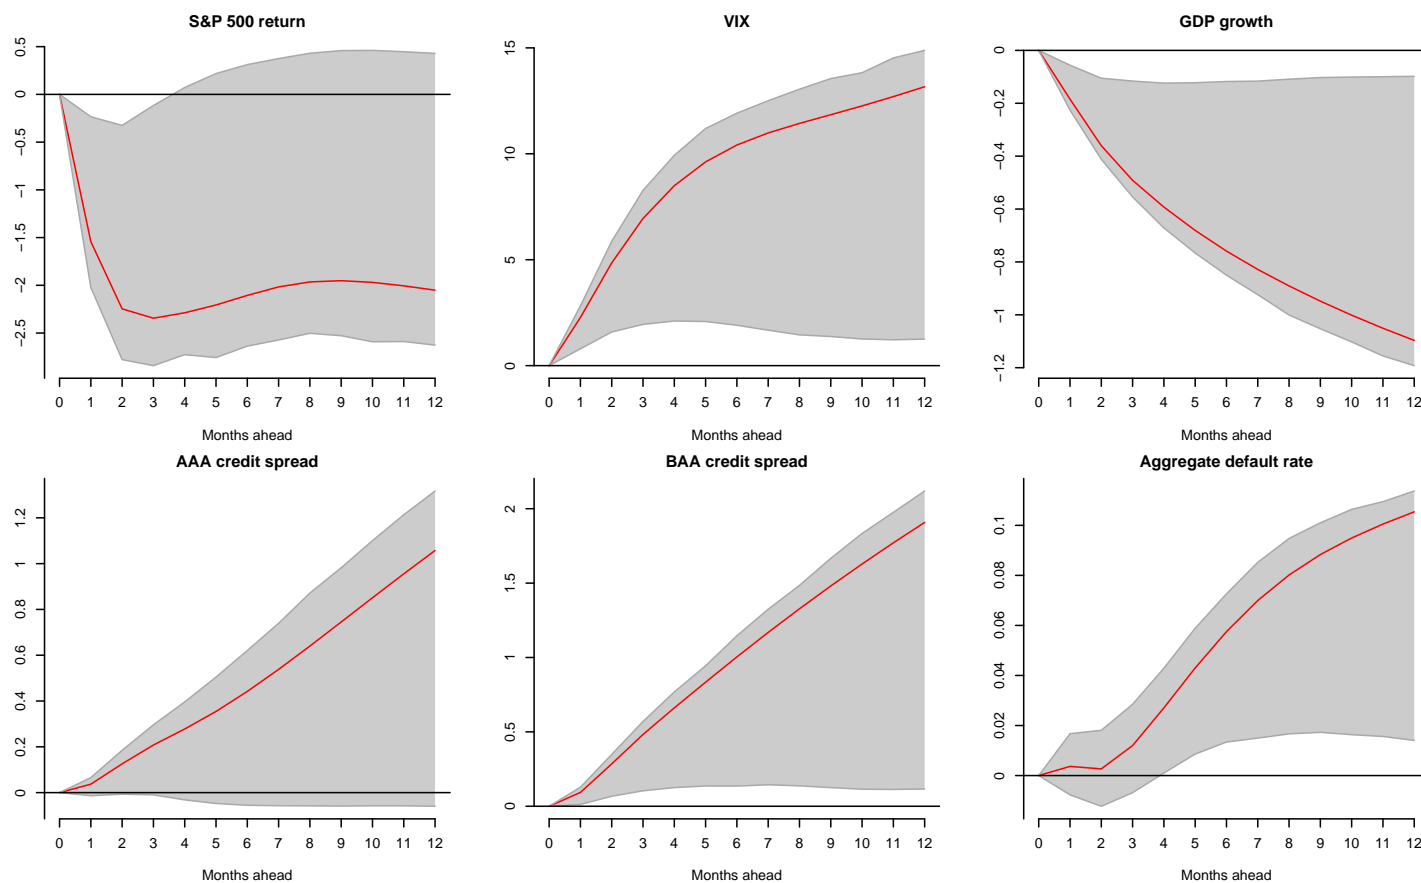 S&P 500 return
0.5
0
-0.5
-1
-1.5
-2
-2.5
0 1 2 3 4 5 6 7 8 9 10 11 12
Months ahead
VIX
15
10
5
0
0 1 2 3 4 5 6 7 8 9 10 11 12
Months ahead
GDP growth
0
-0.2
-0.4
-0.6
-0.8
-1
-1.2
0 1 2 3 4 5 6 7 8 9 10 11 12
Months ahead
AAA credit spread
1.2
1
0.8
0.6
0.4
0.2
0
0 1 2 3 4 5 6 7 8 9 10 11 12
Months ahead
BAA credit spread
2
1.5
1
0.5
0
0 1 2 3 4 5 6 7 8 9 10 11 12
Months ahead
Aggregate default rate
0.1
0.08
0.06
0.04
0.02
0
0 1 2 3 4 5 6 7 8 9 10 11 12
Months ahead